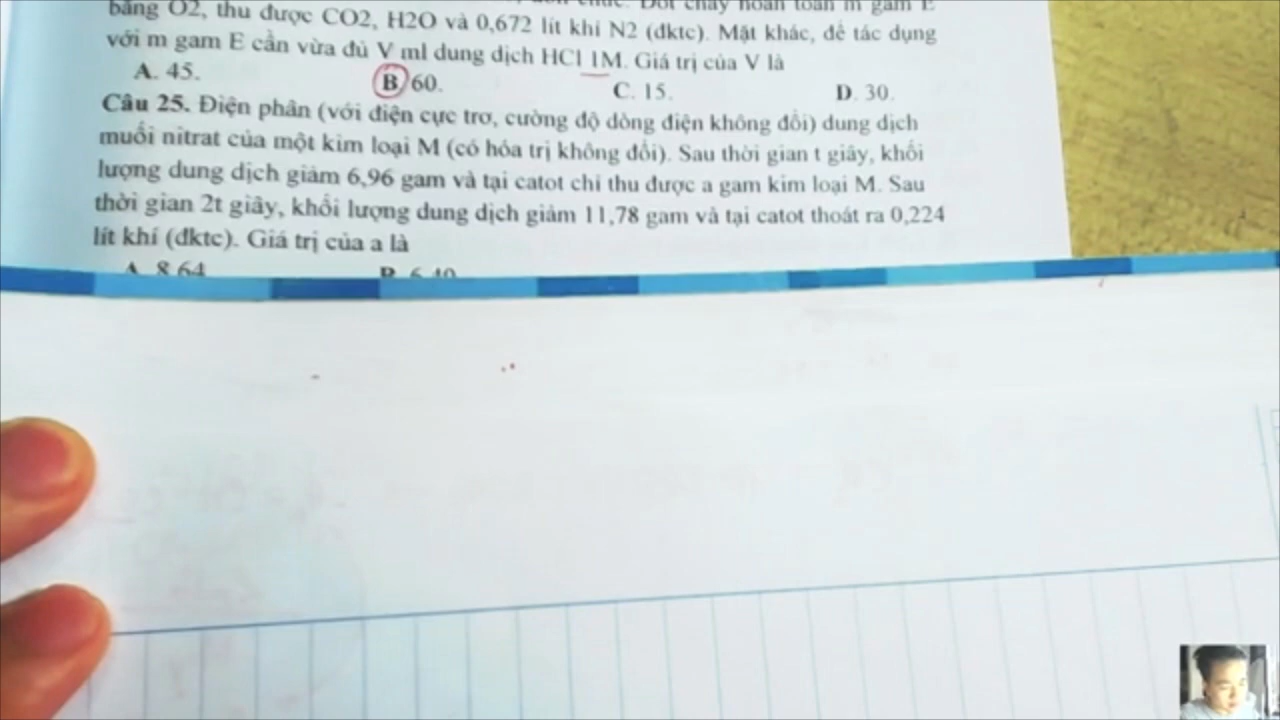 bằng O2, thu được CO2, H2O và 0,672 lít khí N2 (đktc). Mặt khác, để tác dụng
với m gam E cần vừa đủ V ml dung dịch HCl 1M. Giá trị của V là
A. 45. B. 60. C. 15. D. 30.
Câu 25. Điện phân (với điện cực trơ, cường độ dòng điện không đổi) dung dịch
muối nitrat của một kim loại M (có hóa trị không đổi). Sau thời gian t giây, khối
lượng dung dịch giảm 6,96 gam và tại catot chỉ thu được a gam kim loại M. Sau
thời gian 2t giây, khối lượng dung dịch giảm 11,78 gam và tại catot thoát ra 0,224
lít khí (đktc). Giá trị của a là
A 8,64 B 6,40